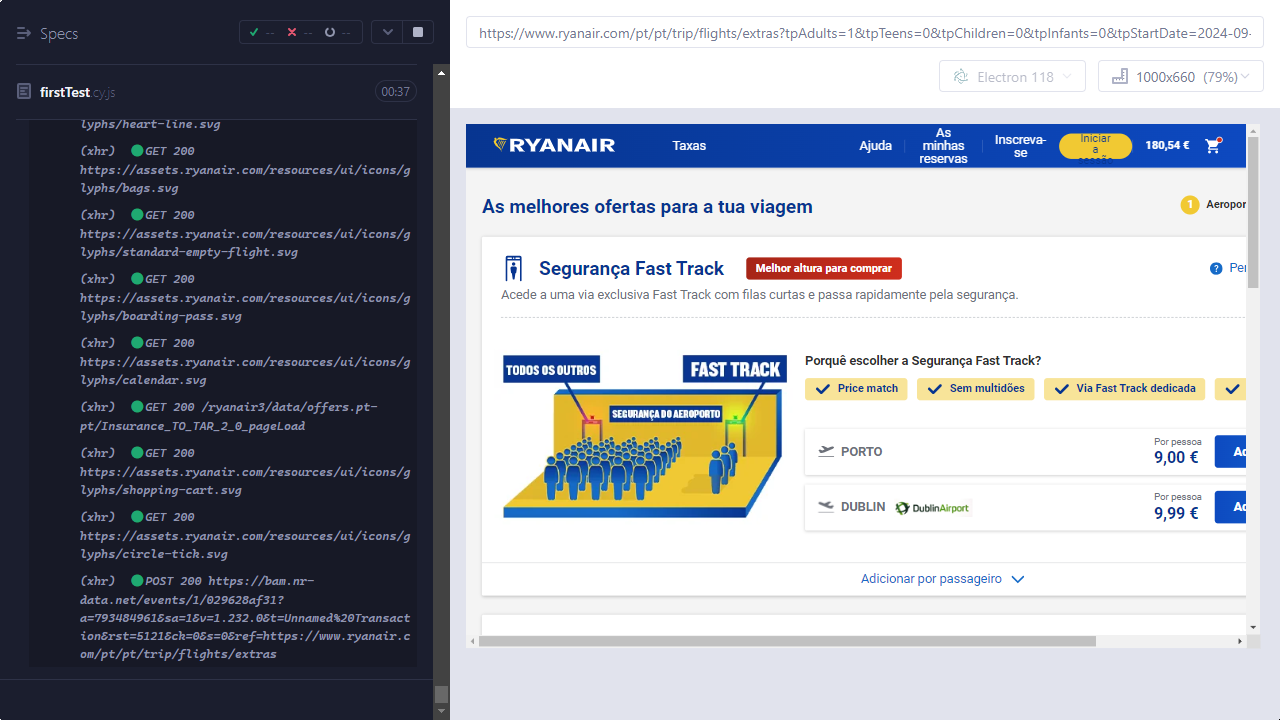 Specs
-- -- --
firstTest.cy.js
00:37
lyphs/heart-line.svg
(xhr) GET 200
https://assets.ryanair.com/resources/ui/icons/g
lyphs/bags.svg
(xhr) GET 200
https://assets.ryanair.com/resources/ui/icons/g
lyphs/standard-empty-flight.svg
(xhr) GET 200
https://assets.ryanair.com/resources/ui/icons/g
lyphs/boarding-pass.svg
(xhr) GET 200
https://assets.ryanair.com/resources/ui/icons/g
lyphs/calendar.svg
(xhr) GET 200 /ryanair3/data/offers.pt-
pt/Insurance_TO_TAR_2_0_pageLoad
(xhr) GET 200
https://assets.ryanair.com/resources/ui/icons/g
lyphs/shopping-cart.svg
(xhr) GET 200
https://assets.ryanair.com/resources/ui/icons/g
lyphs/circle-tick.svg
(xhr) POST 200 https://bam.nr-
data.net/events/1/029628af31?
a=793484961&sa=1&v=1.232.0&t=Unnamed%20Transact
ion&rst=5121&ck=0&s=0&ref=https://www.ryanair.c
om/pt/pt/trip/flights/extras
https://www.ryanair.com/pt/pt/trip/flights/extras?tpAdults=1&tpTeens=0&tpChildren=0&tpInfants=0&tpStartDate=2024-09-
Electron 118
1000x660 (79%)
RYANAIR
Taxas
Ajuda
As
minhas
reservas
Inscreva-
se
Iniciar
a
180,54 €
As melhores ofertas para a tua viagem
1 Aeropor
Segurança Fast Track
Melhor altura para comprar
? Per
Acede a uma via exclusiva Fast Track com filas curtas e passa rapidamente pela segurança.
TODOS OS OUTROS
FAST TRACK
SEGURANÇA DO AEROPORTO
Porquê escolher a Segurança Fast Track?
Price match
Sem multidões
Via Fast Track dedicada
PORTO
Por pessoa
9,00 €
Ad
DUBLIN
DublinAirport
Por pessoa
9,99 €
Ad
Adicionar por passageiro